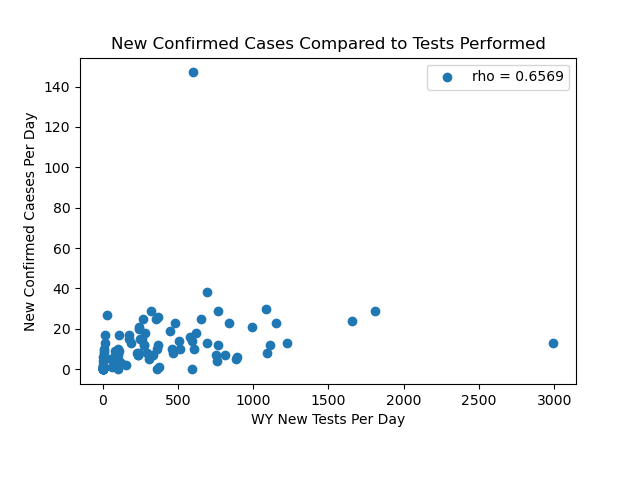 New Confirmed Cases Compared to Tests Performed
rho = 0.6569
New Confirmed Caeses Per Day
140
120
100
80
60
40
20
0
0 500 1000 1500 2000 2500 3000
WY New Tests Per Day